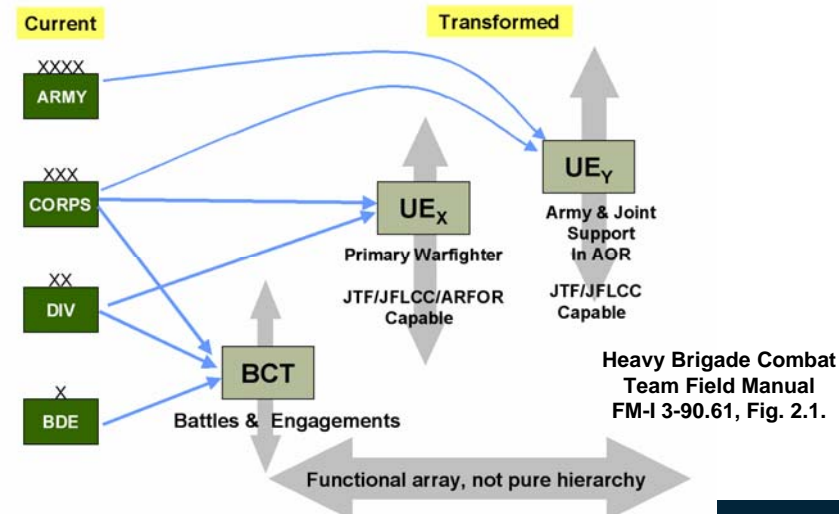 Current
Transformed
XXXX
ARMY
XXX
CORPS
XX
DIV
X
BDE
UEY
Army & Joint
Support
In AOR
JTF/JFLCC
Capable
UEX
Primary Warfighter
JTF/JFLCC/ARFOR
Capable
BCT
Battles & Engagements
Heavy Brigade Combat
Team Field Manual
FM-I 3-90.61, Fig. 2.1.
Functional array, not pure hierarchy